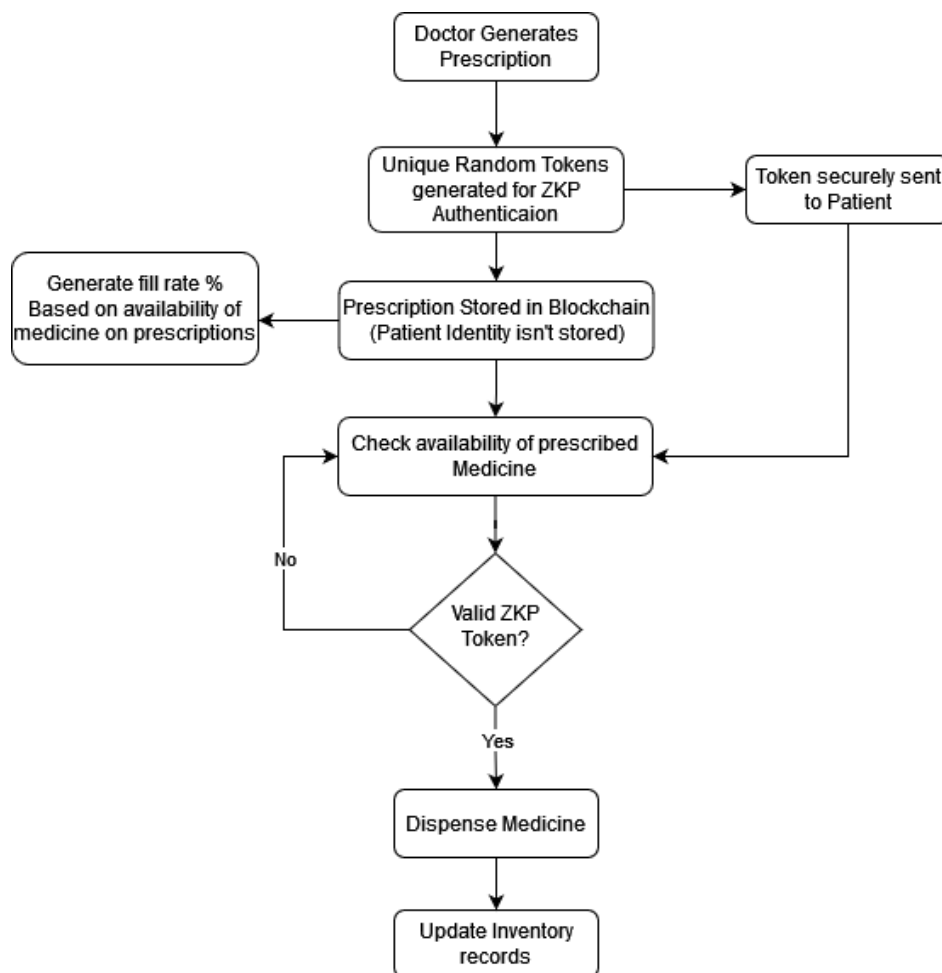 Doctor Generates
Prescription
Unique Random Tokens
generated for ZKP
Authenticaion
Token securely sent
to Patient
Generate fill rate %
Based on availability of
medicine on prescriptions
Prescription Stored in Blockchain
(Patient Identity isn't stored)
Check availability of prescribed
Medicine
No
Valid ZKP
Token?
Yes
Dispense Medicine
Update Inventory
records